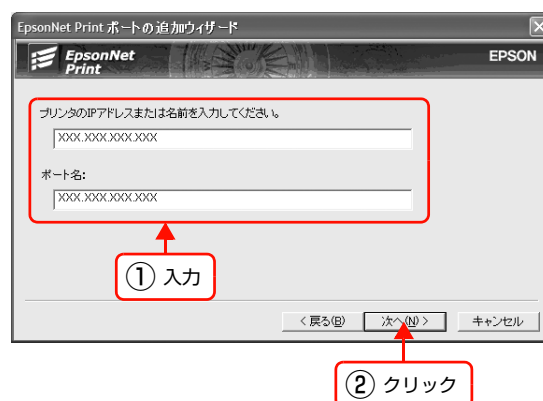 EpsonNet Print ポートの追加ウィザード
EpsonNet
Print
EPSON
プリンタのIPアドレスまたは名前を入力してください。
XXX.XXX.XXX.XXX
ポート名:
XXX.XXX.XXX.XXX
① 入力
< 戻る(B) 次へ(N) > キャンセル
② クリック